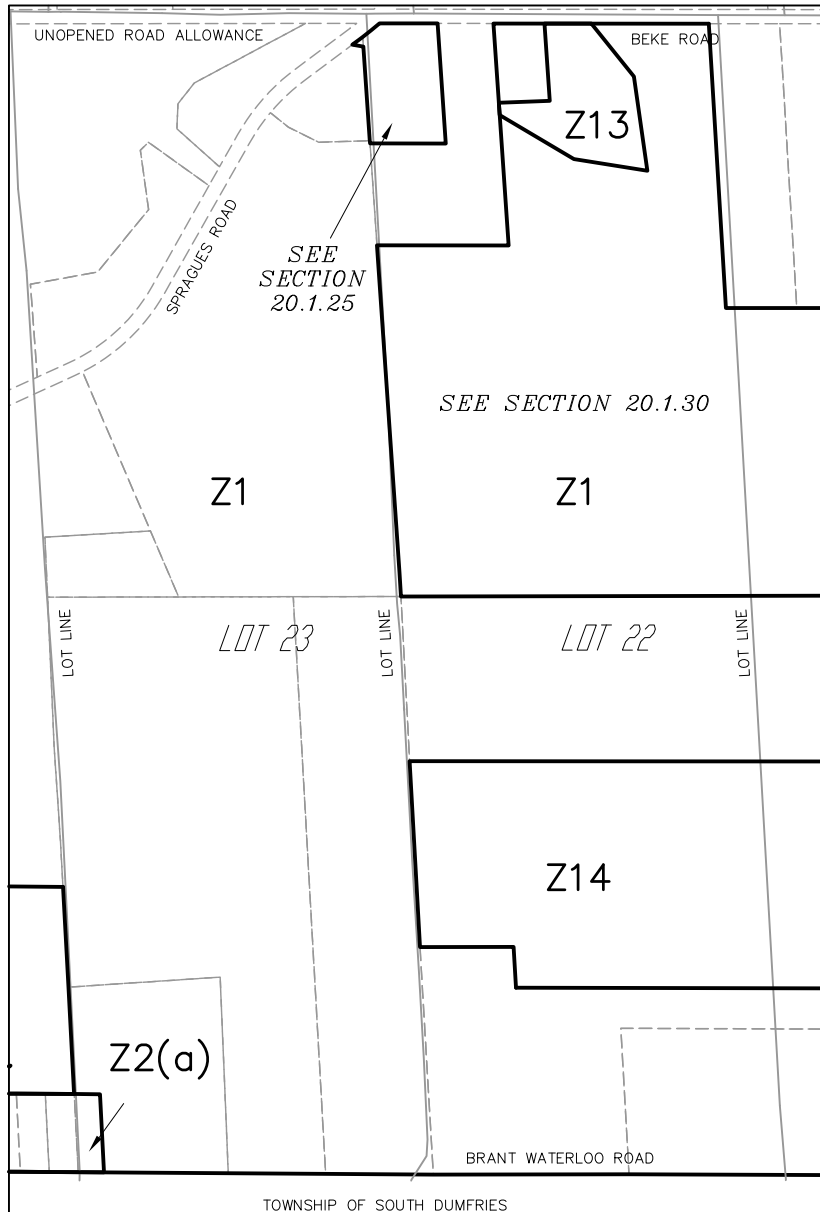 UNOPENED ROAD ALLOWANCE
BEKE ROAD
Z13
SPRAGUES ROAD
SEE
SECTION
20.1.25
SEE SECTION 20.1.30
Z1
Z1
LOT LINE
LOT 23
LOT LINE
LOT 22
LOT LINE
Z14
Z2(a)
BRANT WATERLOO ROAD
TOWNSHIP OF SOUTH DUMFRIES